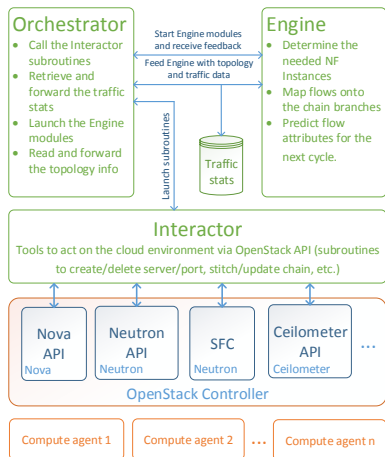 Orchestrator
• Call the Interactor
subroutines
• Retrieve and
forward the traffic
stats
• Launch the Engine
modules
• Read and forward
the topology info
Start Engine modules
and receive feedback
Feed Engine with topology
and traffic data
Engine
• Determine the
needed NF
Instances
• Map flows onto
the chain branches
• Predict flow
attributes for the
next cycle.
Launch subroutines
Traffic
stats
Interactor
Tools to act on the cloud environment via OpenStack API (subroutines
to create/delete server/port, stitch/update chain, etc.)
Nova
API
Nova
Neutron
API
Neutron
SFC
Neutron
Ceilometer
API
Ceilometer
...
OpenStack Controller
Compute agent 1
Compute agent 2
...
Compute agent n